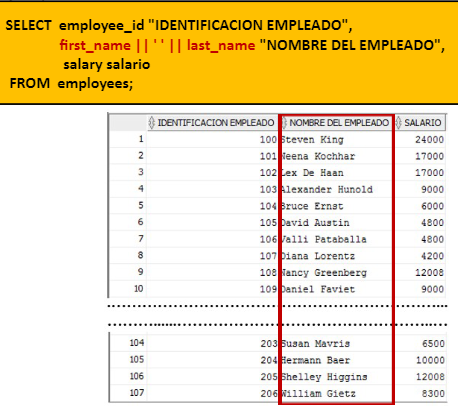 SELECT employee_id "IDENTIFICACION EMPLEADO",
first_name || ' ' || last_name "NOMBRE DEL EMPLEADO",
salary salario
FROM employees;
IDENTIFICACION EMPLEADO NOMBRE DEL EMPLEADO SALARIO
1 100 Steven King 24000
2 101 Neena Kochhar 17000
3 102 Lex De Haan 17000
4 103 Alexander Hunold 9000
5 104 Bruce Ernst 6000
6 105 David Austin 4800
7 106 Valli Pataballa 4800
8 107 Diana Lorentz 4200
9 108 Nancy Greenberg 12008
10 109 Daniel Faviet 9000
104 203 Susan Mavris 6500
105 204 Hermann Baer 10000
106 205 Shelley Higgins 12008
107 206 William Gietz 8300